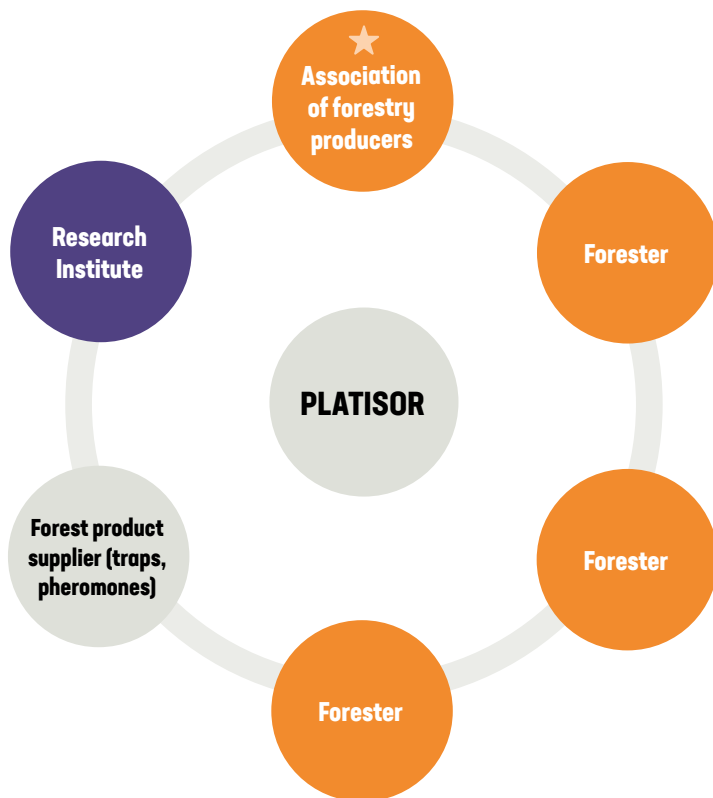 Association
of forestry
producers
Forester
Forester
Forester
Forest product
supplier (traps,
pheromones)
Research
Institute
PLATISOR